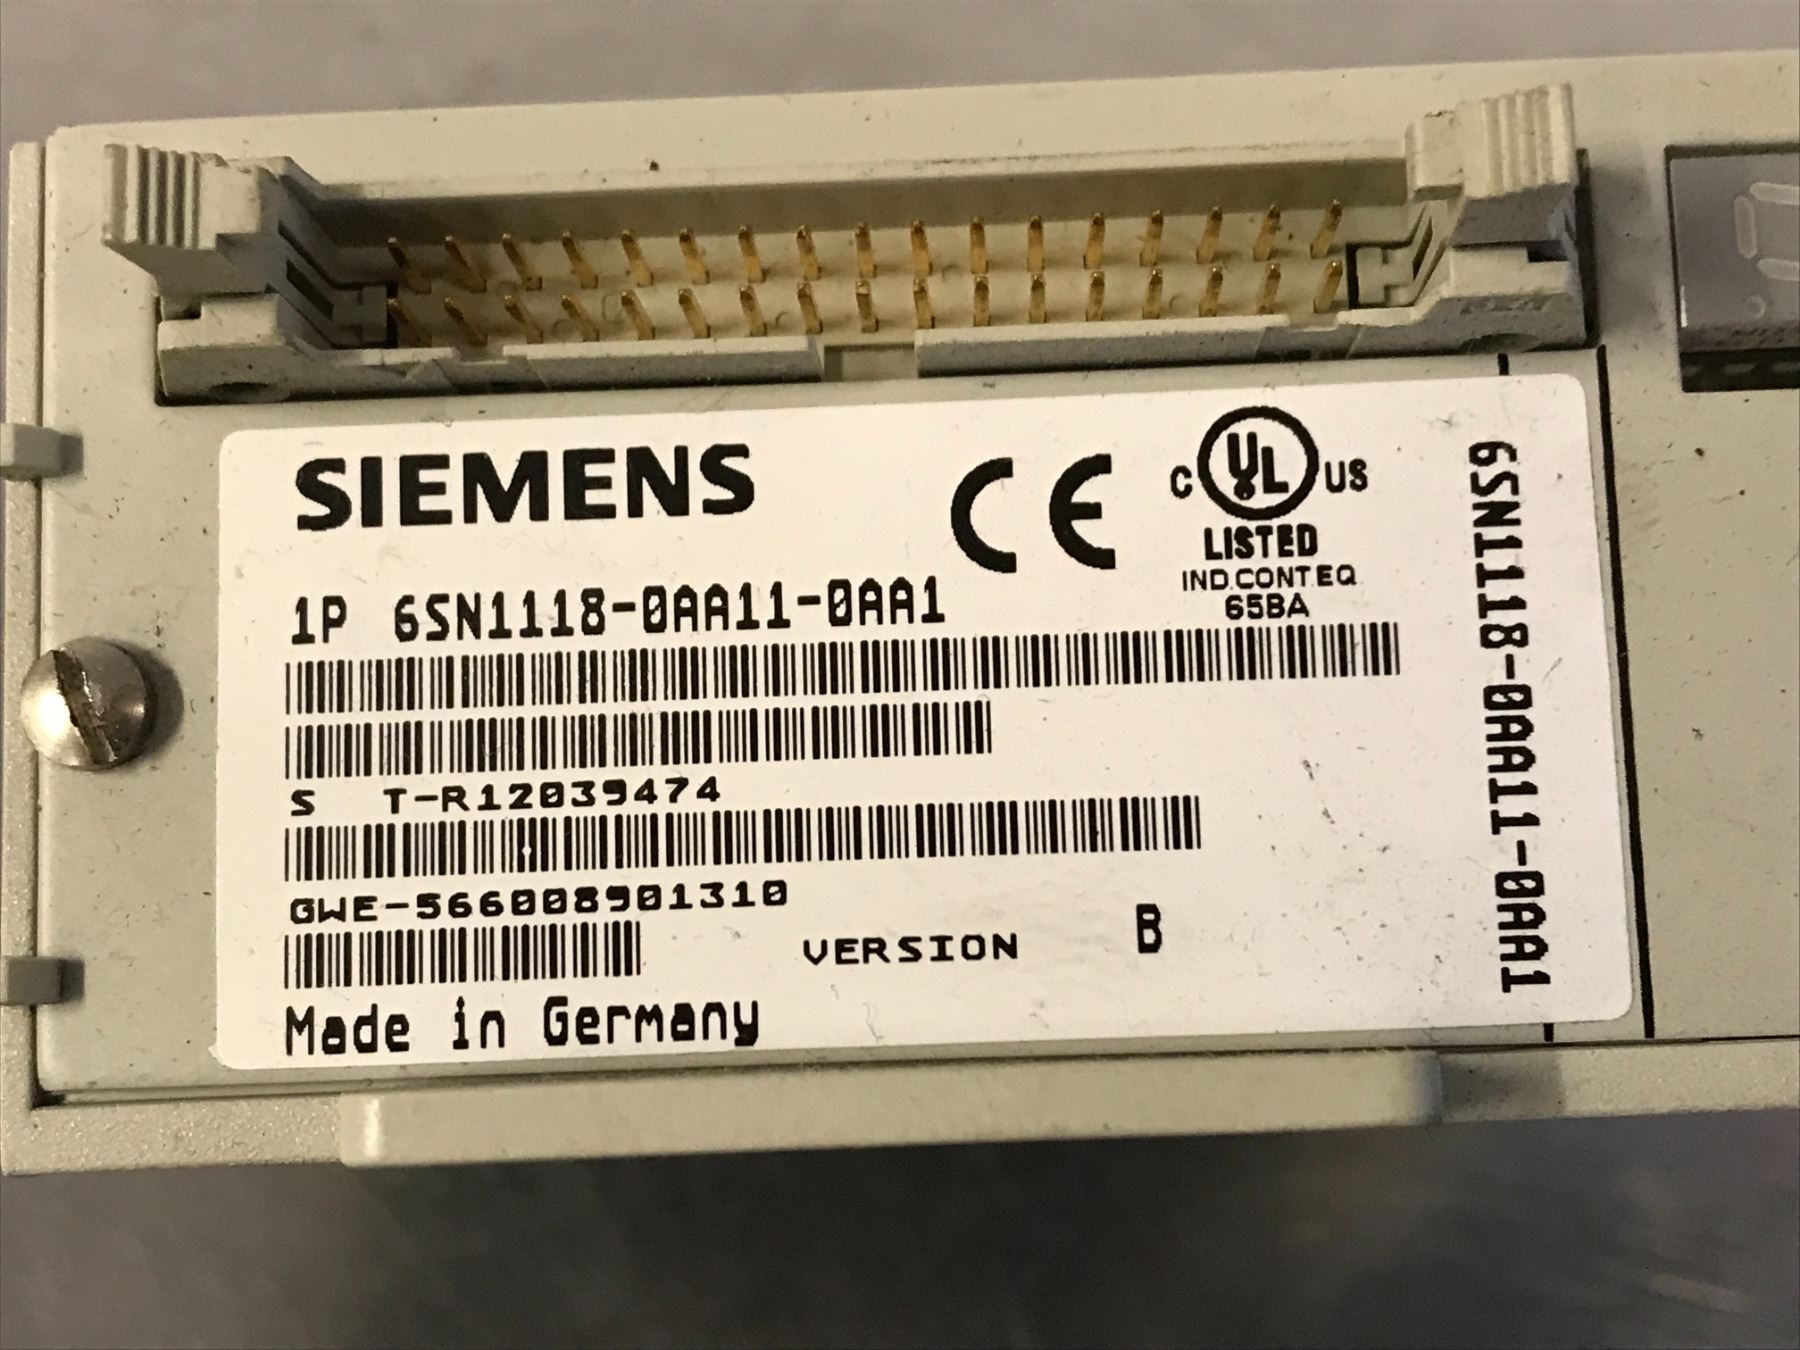 SIEMENS
CE
C UL US
LISTED
IND.CONT.EQ
65BA
1P 6SN1118-0AA11-0AA1
S T-R12039474
GWE-566008901310
VERSION B
Made in Germany
6SN1118-0AA11-0AA1